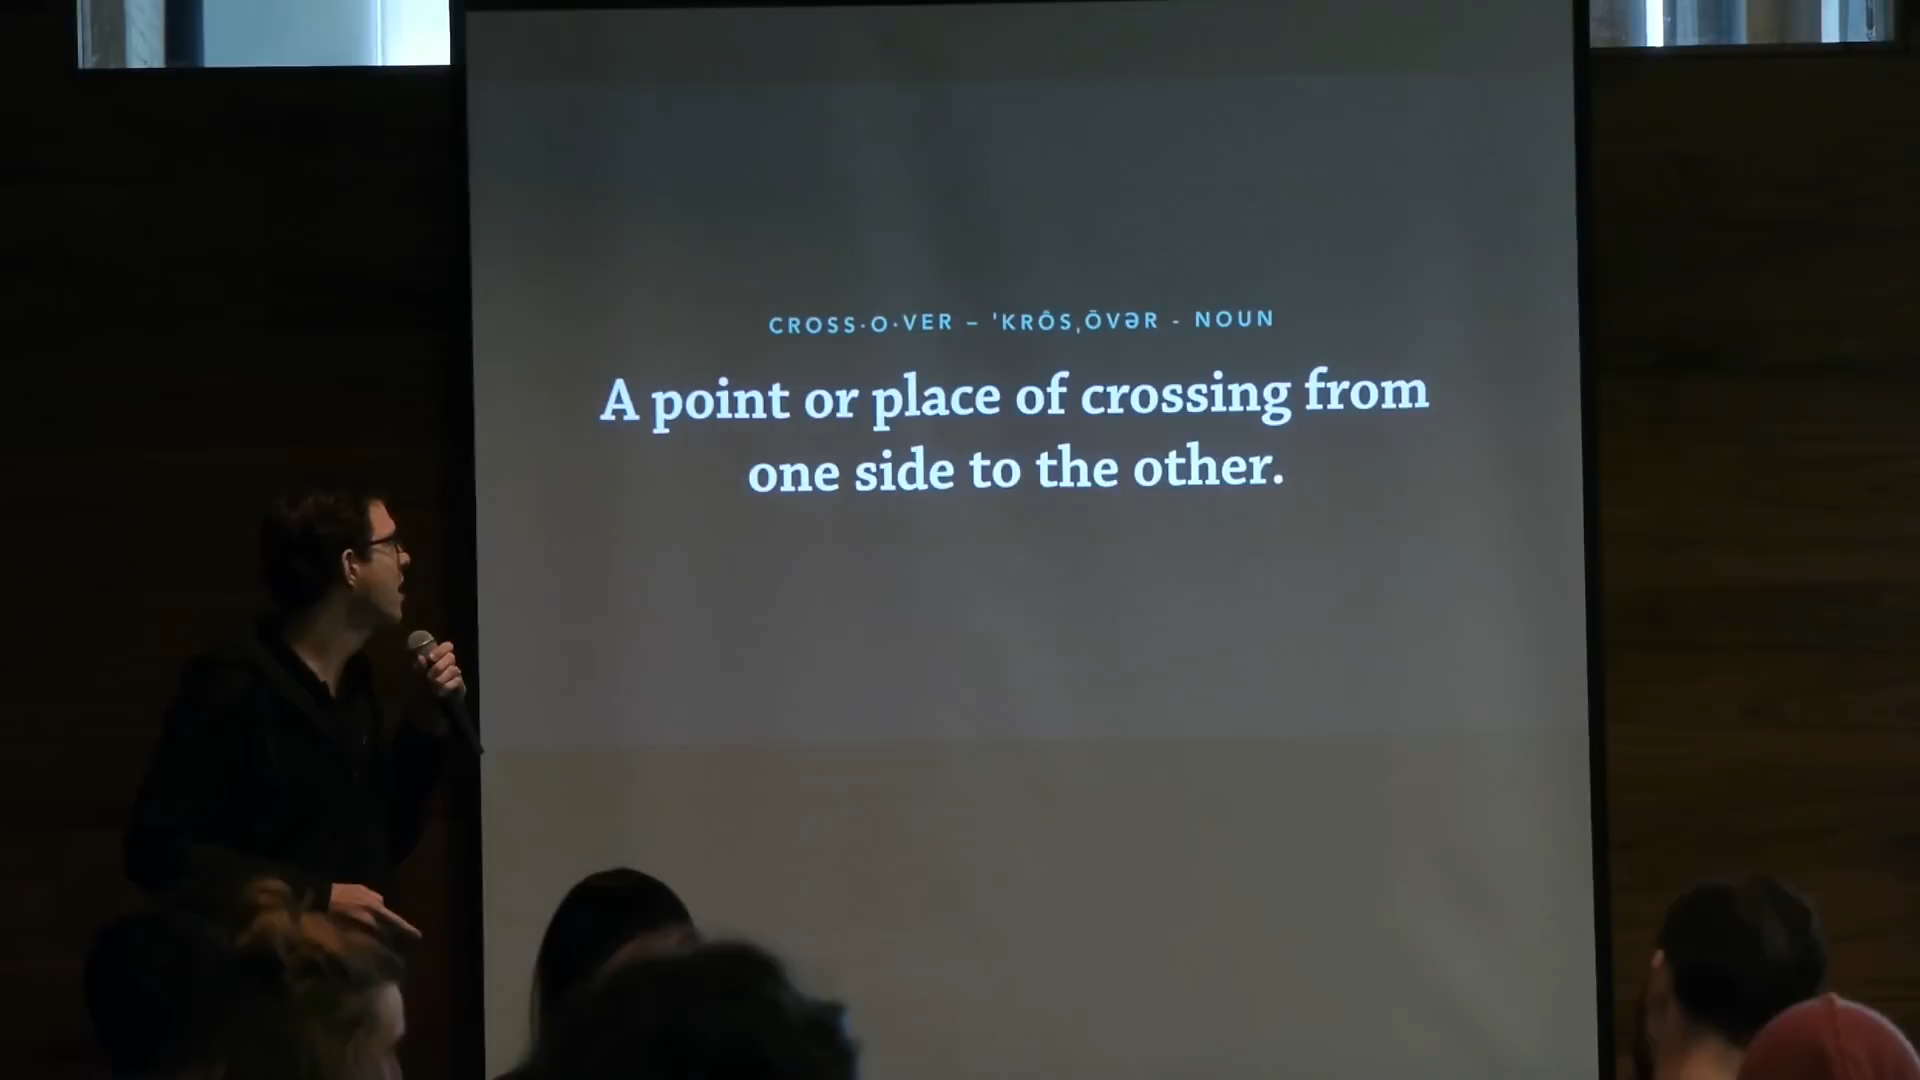 CROSS·O·VER – 'KRÔS,ŌVƏR - NOUN
A point or place of crossing from
one side to the other.